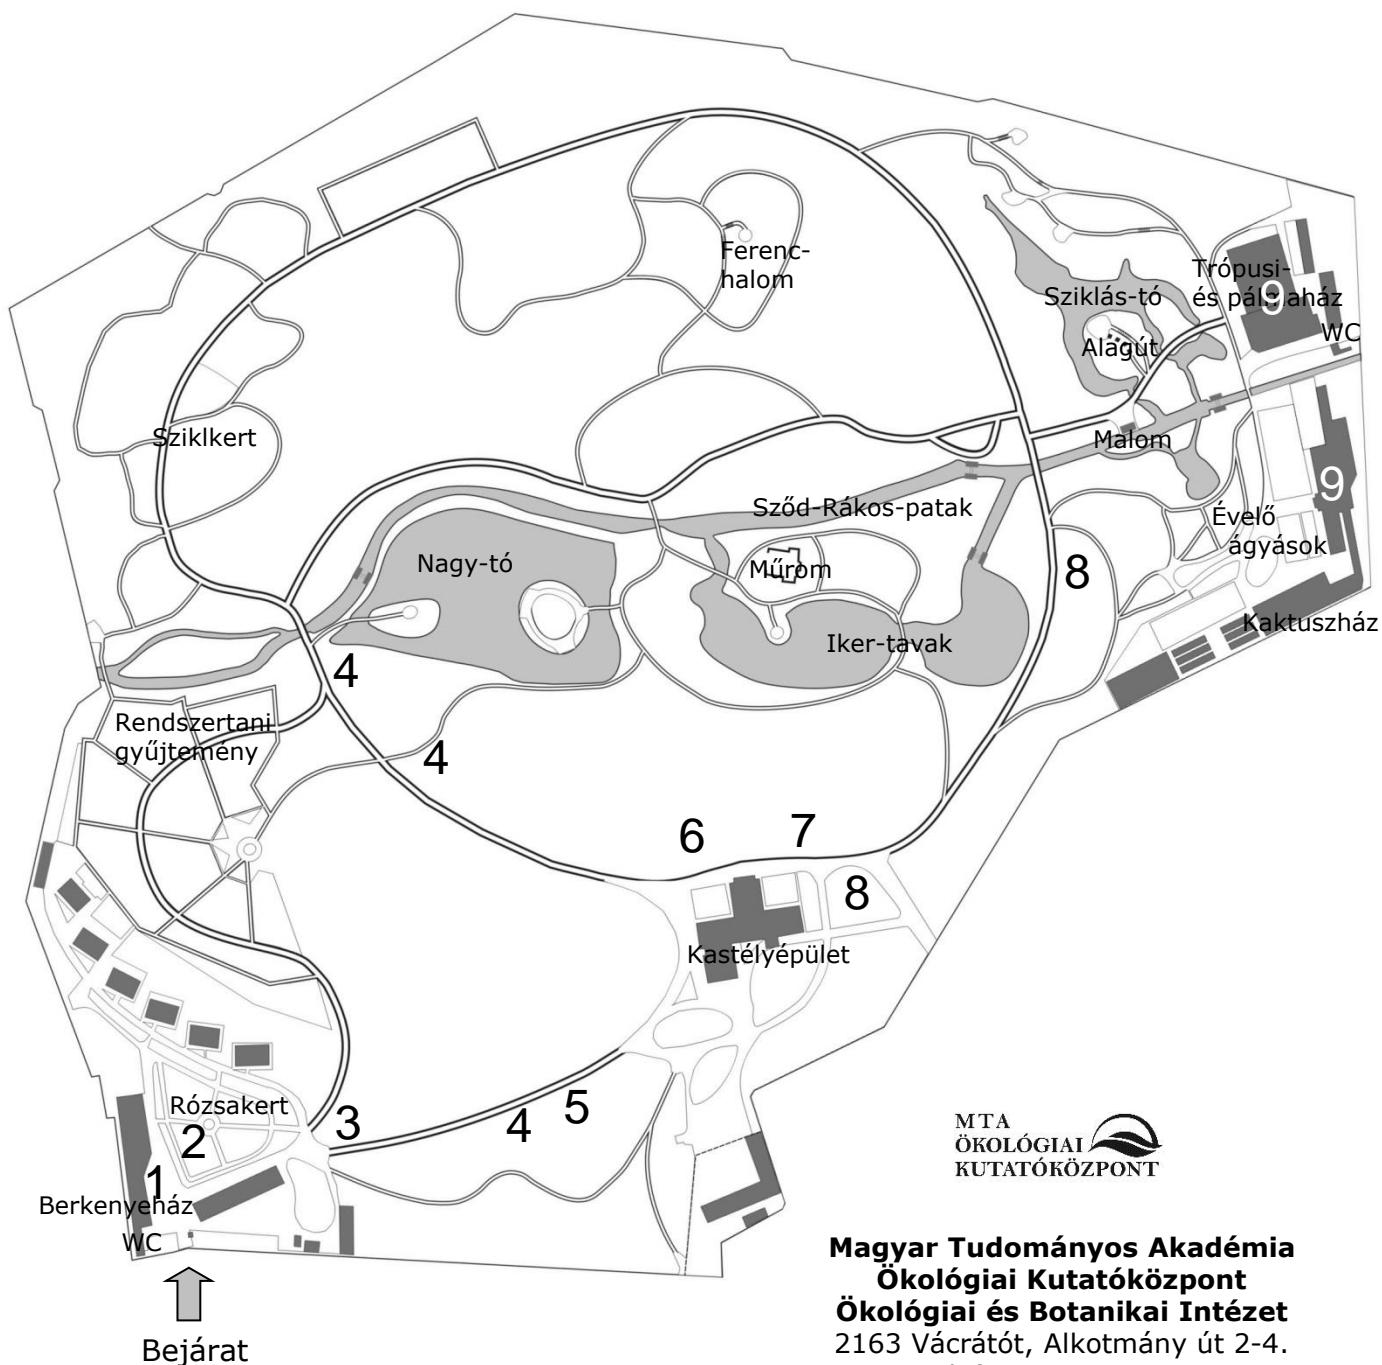 Ferenc-
halom
Trópusi-
és pálmaház
9
WC
Sziklás-tó
Alagút
Sziklkert
Malom
9
Sződ-Rákos-patak
Évelő
ágyások
Nagy-tó
Műrom
8
Kaktuszház
Iker-tavak
4
Rendszertani
gyűjtemény
4
6
7
8
Kastélyépület
Rózsakert
3
4
5
2
1
Berkenyeház
WC
Bejárat
MTA
ÖKOLÓGIAI
KUTATÓKÖZPONT
Magyar Tudományos Akadémia
Ökológiai Kutatóközpont
Ökológiai és Botanikai Intézet
2163 Vácrátót, Alkotmány út 2-4.